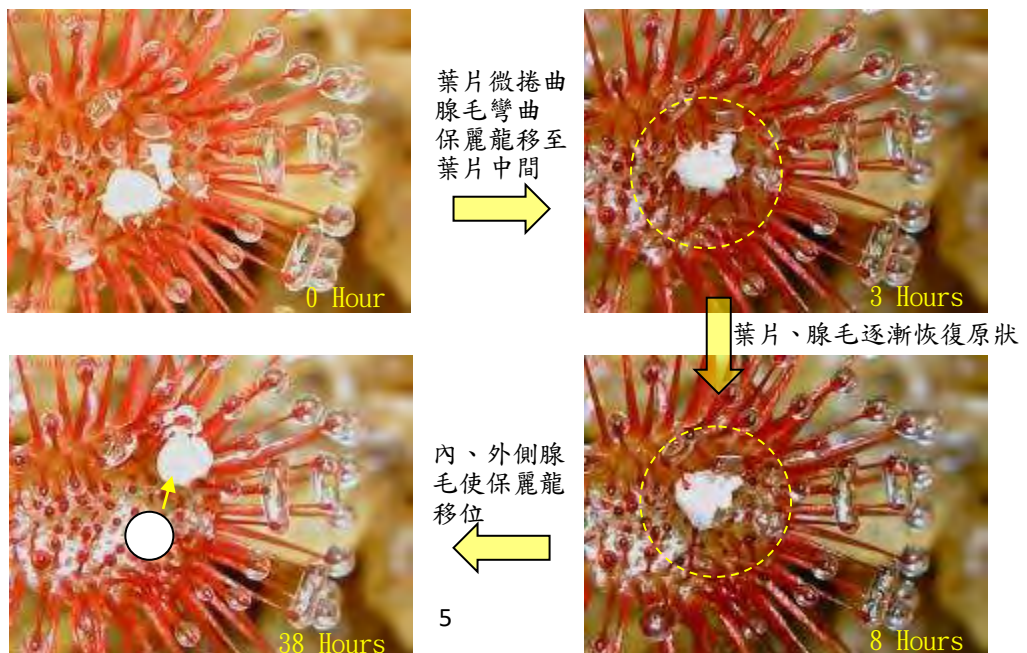 0 Hour
葉片微捲曲
腺毛彎曲
保麗龍移至
葉片中間
3 Hours
葉片、腺毛逐漸恢復原狀
8 Hours
內、外側腺
毛使保麗龍
移位
38 Hours
5